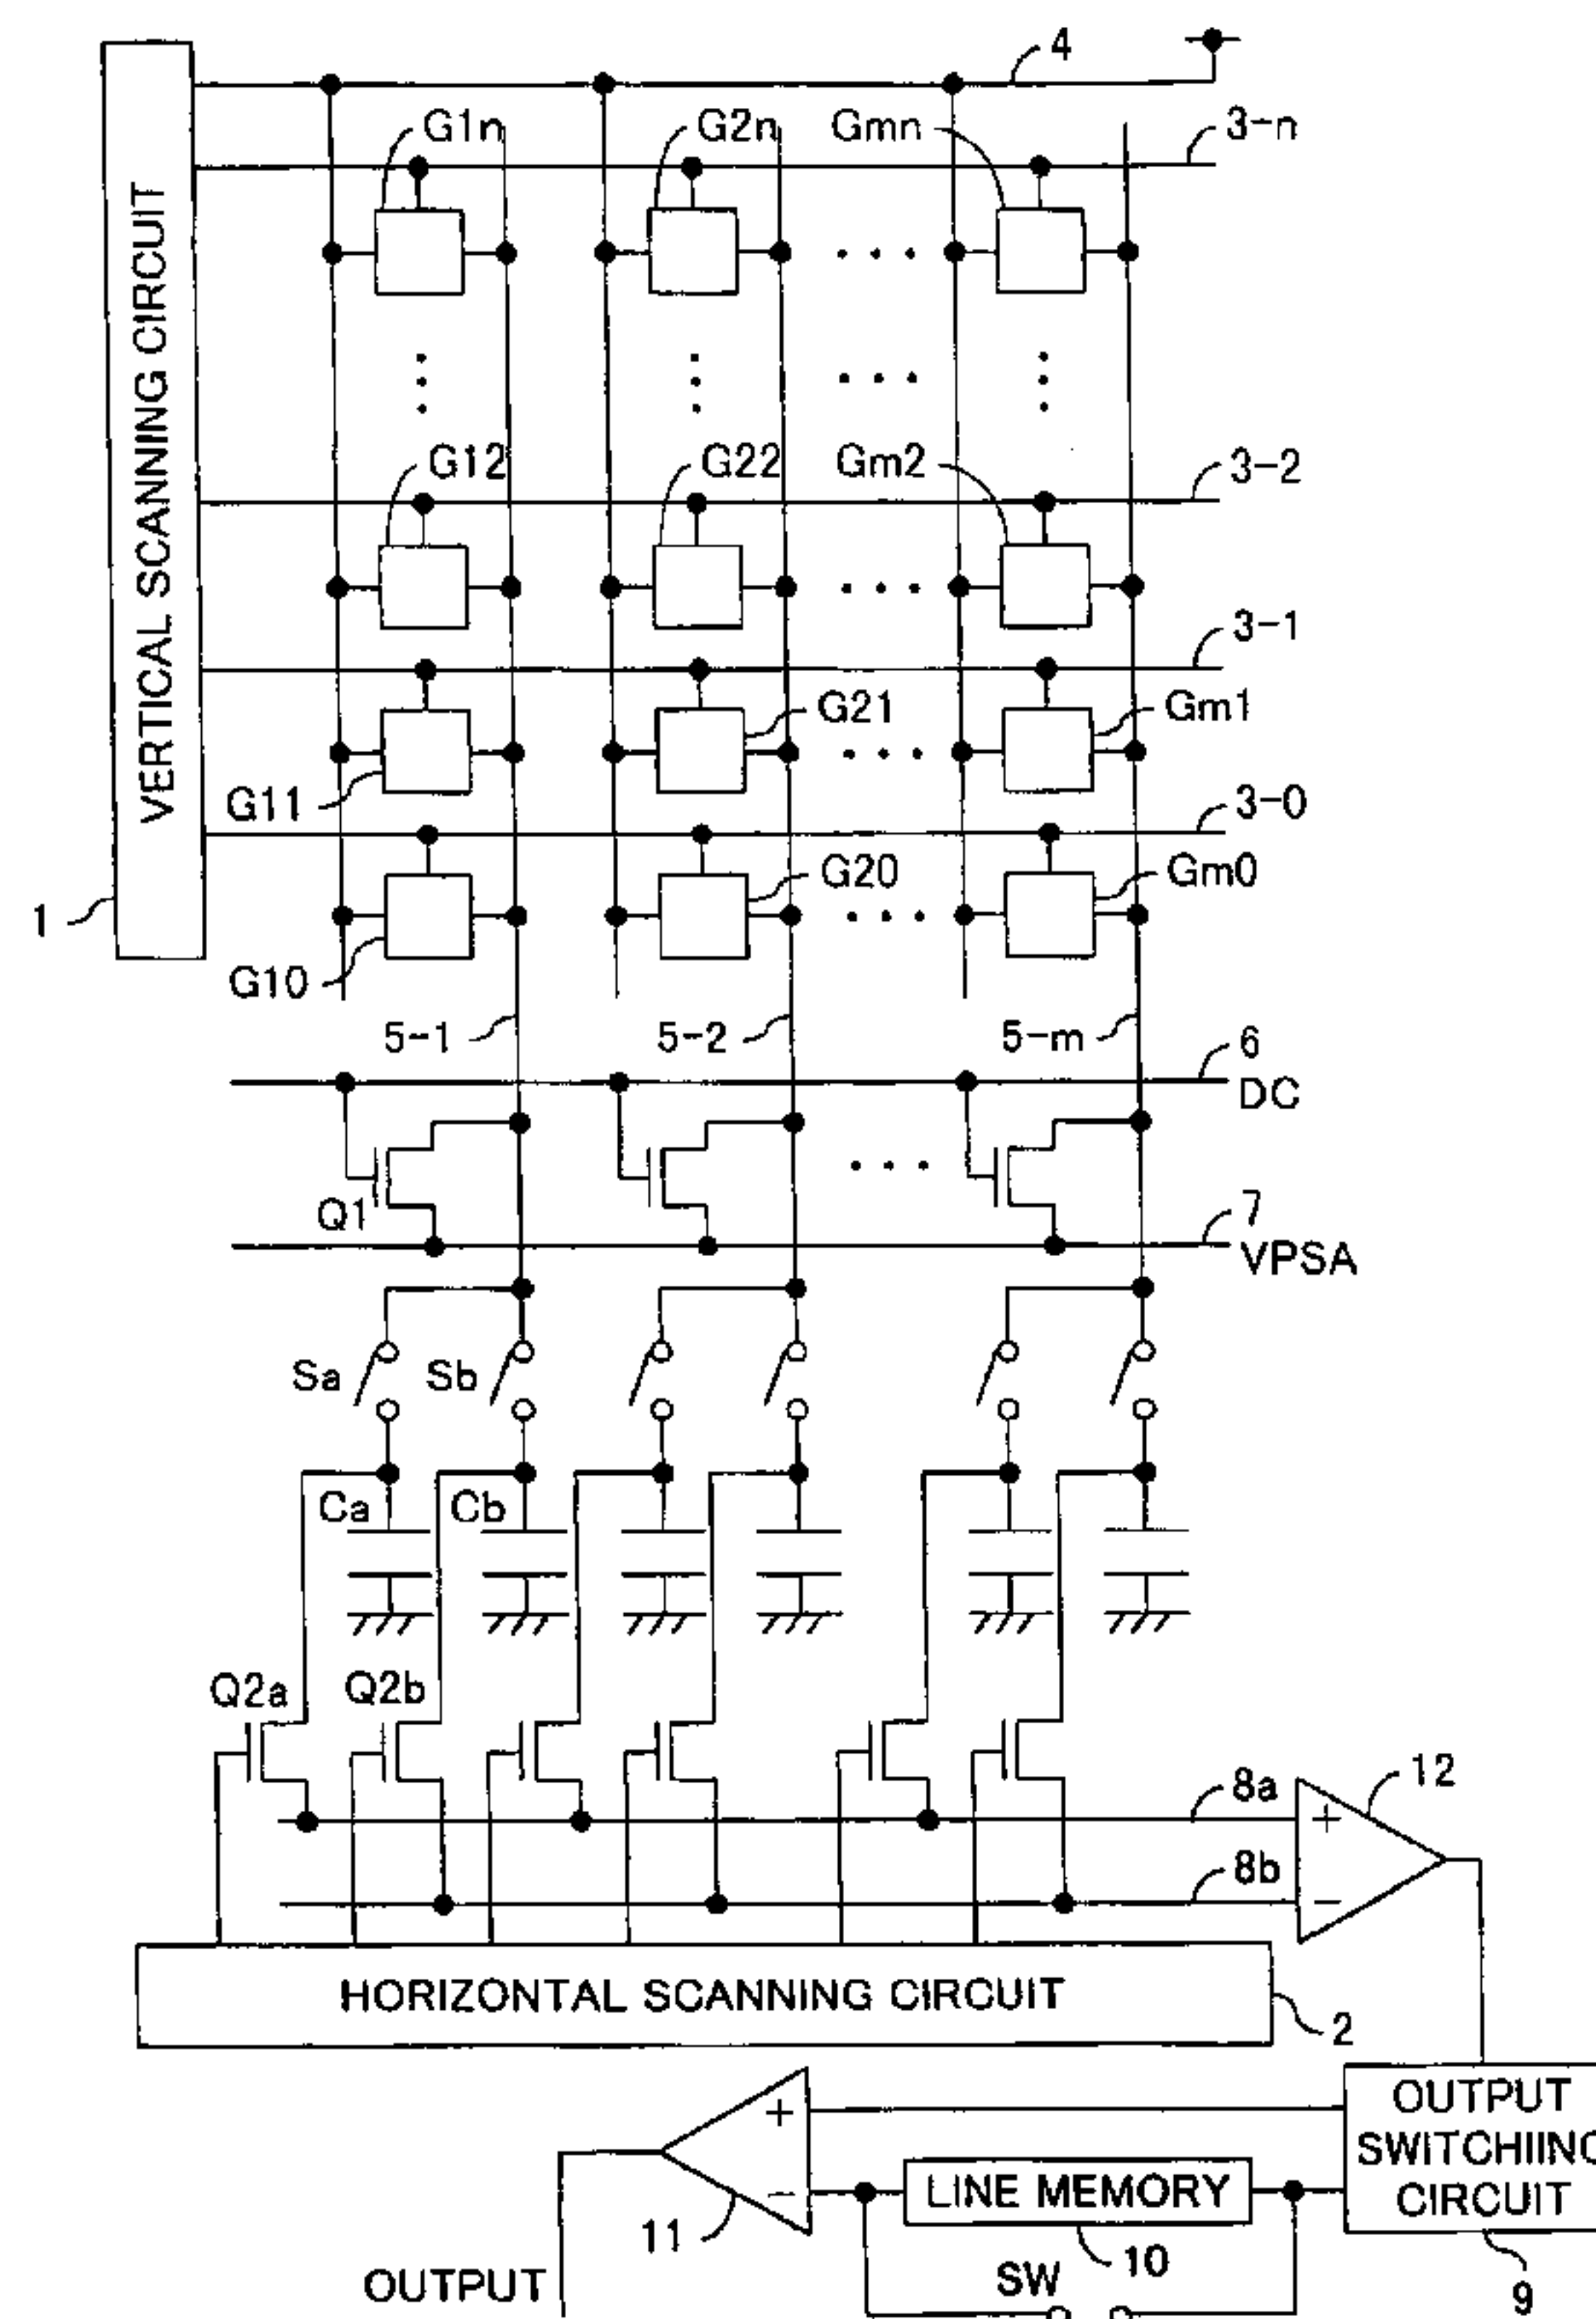 4
G1n
G2n
Gmn
3-n
VERTICAL SCANNING CIRCUIT
G12
G22
Gm2
3-2
3-1
G21
Gm1
G11
3-0
G20
Gm0
1
G10
5-1
5-2
5-m
6
DC
Q1
7
VPSA
Sa
Sb
Ca
Cb
Q2a
Q2b
8a
12
+
8b
−
HORIZONTAL SCANNING CIRCUIT
2
+
OUTPUT
SWITCHIING
CIRCUIT
−
LINE MEMORY
11
10
SW
OUTPUT
9